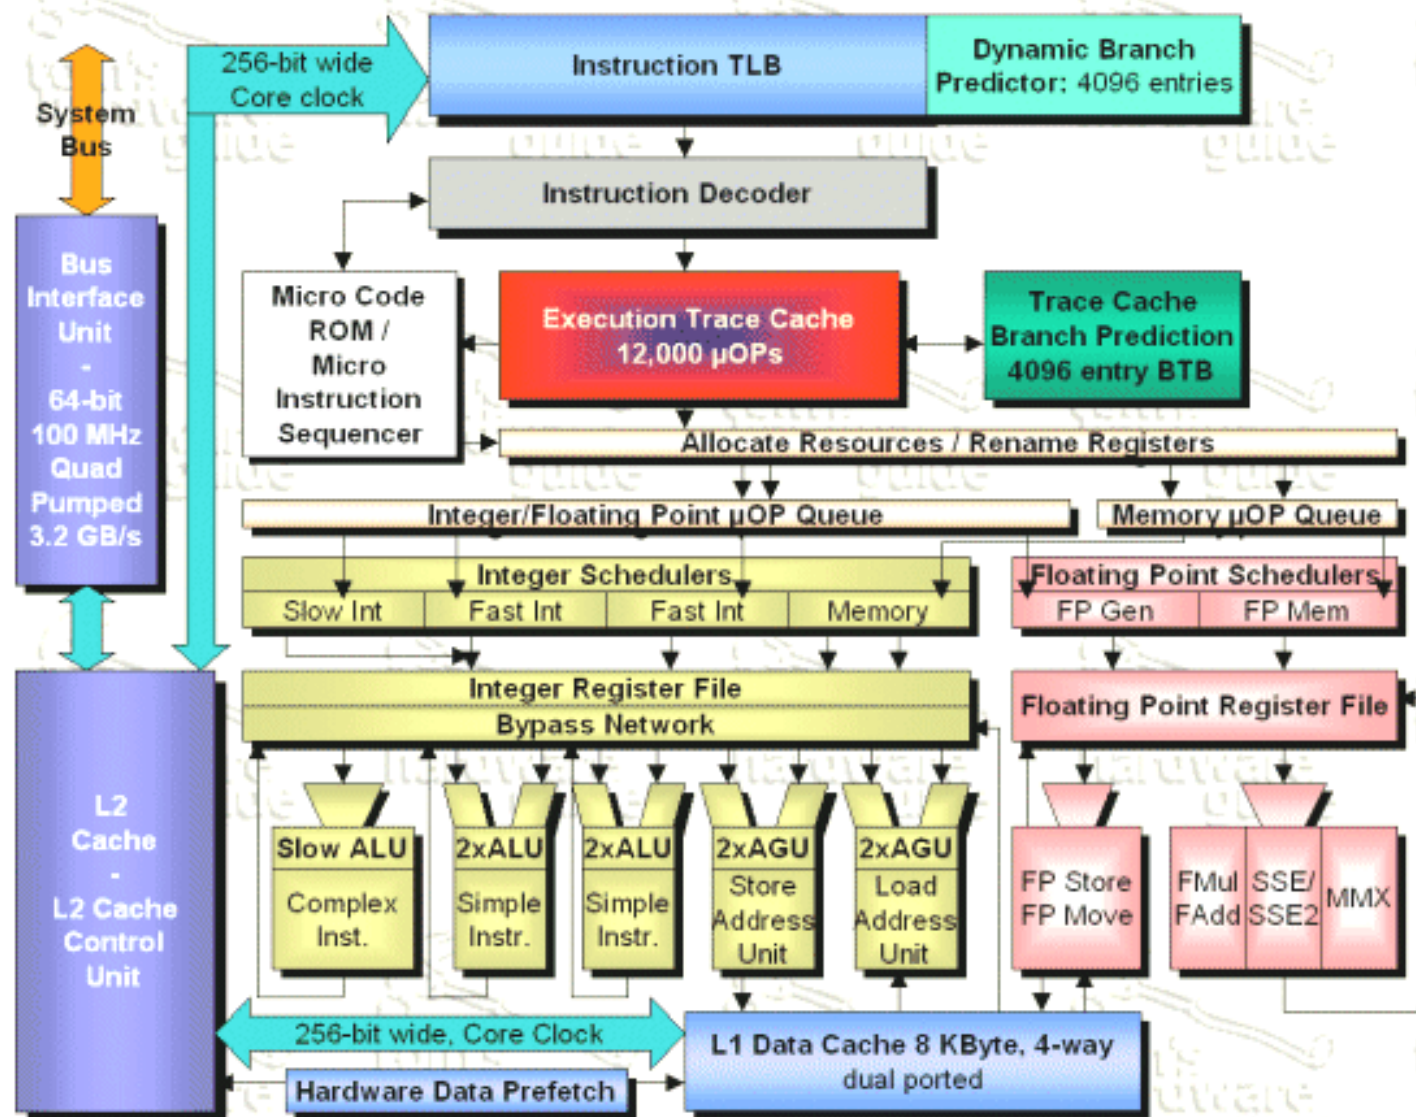 256-bit wide
Core clock
Instruction TLB
Dynamic Branch
Predictor: 4096 entries
System
Bus
Instruction Decoder
Bus
Interface
Unit
-
64-bit
100 MHz
Quad
Pumped
3.2 GB/s
Micro Code
ROM /
Micro
Instruction
Sequencer
Execution Trace Cache
12,000 µOPs
Trace Cache
Branch Prediction
4096 entry BTB
Allocate Resources / Rename Registers
Integer/Floating Point µOP Queue
Memory µOP Queue
Integer Schedulers
Slow Int
Fast Int
Fast Int
Memory
Floating Point Schedulers
FP Gen
FP Mem
Integer Register File
Bypass Network
Floating Point Register File
L2
Cache
-
L2 Cache
Control
Unit
Slow ALU
Complex
Inst.
2xALU
Simple
Instr.
2xALU
Simple
Instr.
2xAGU
Store
Address
Unit
2xAGU
Load
Address
Unit
FP Store
FP Move
FMul
FAdd
SSE/
SSE2
MMX
256-bit wide, Core Clock
L1 Data Cache 8 KByte, 4-way
dual ported
Hardware Data Prefetch